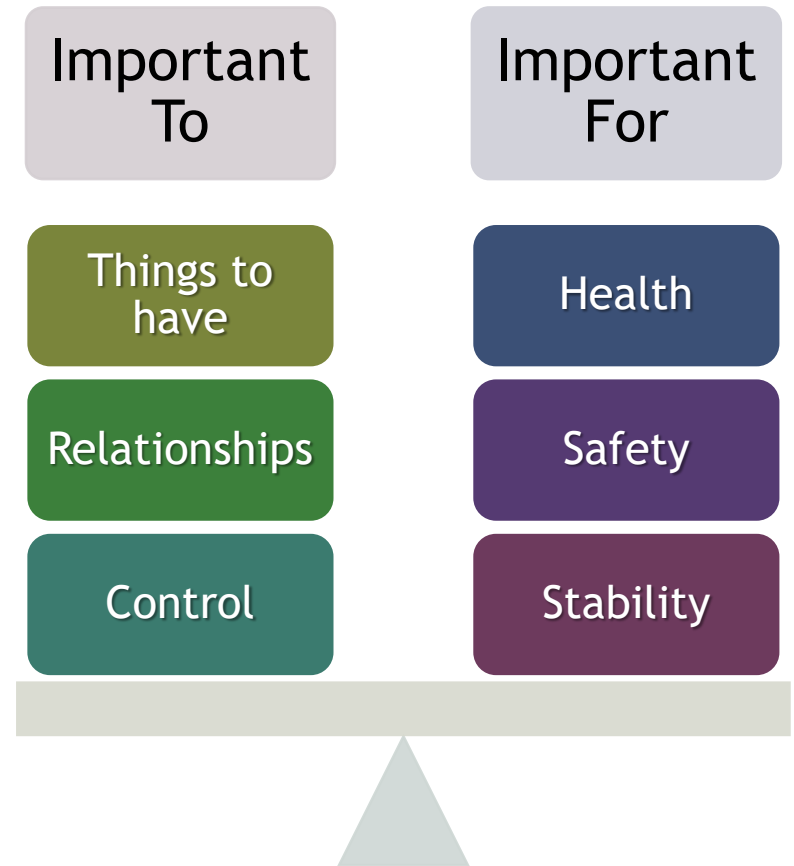 Important
To
Important
For
Things to
have
Relationships
Control
Health
Safety
Stability